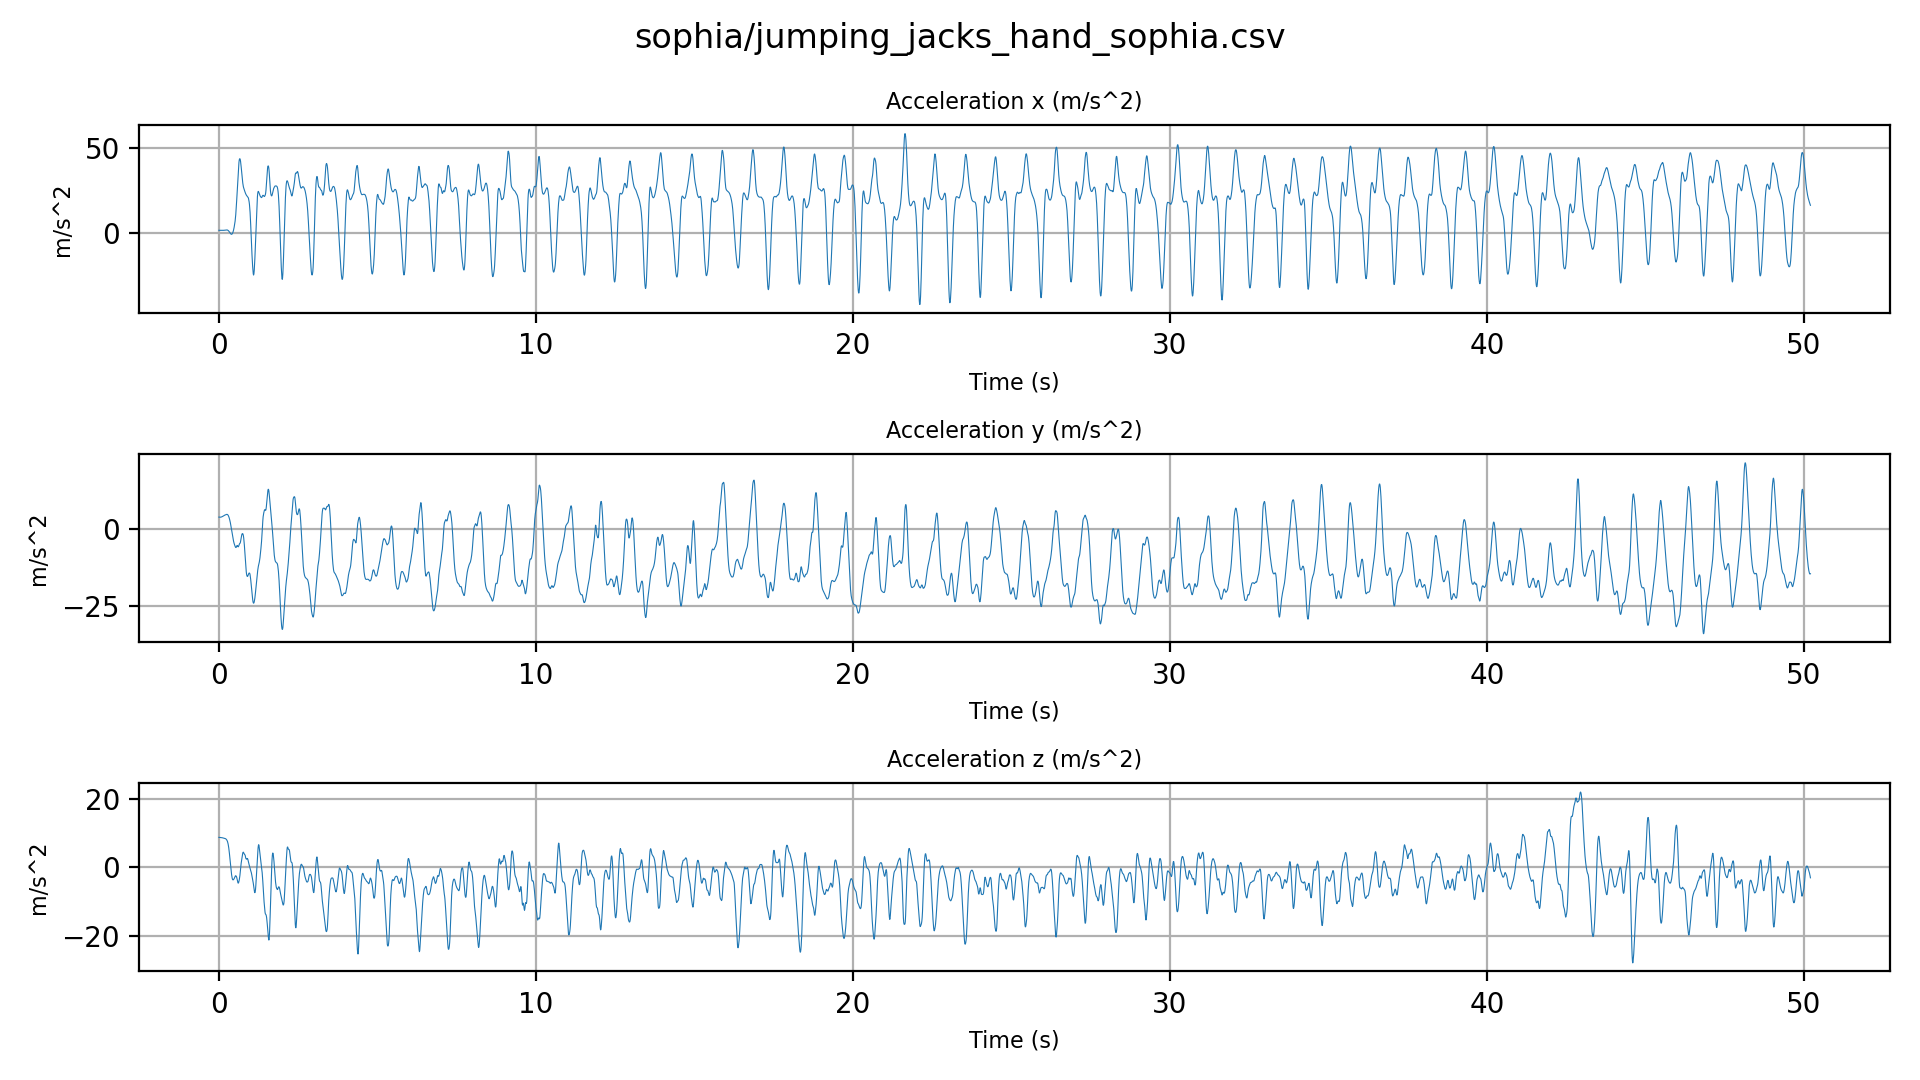 sophia/jumping_jacks_hand_sophia.csv
Acceleration x (m/s^2)
50
0
m/s^2
0 10 20 30 40 50
Time (s)
Acceleration y (m/s^2)
0
−25
m/s^2
0 10 20 30 40 50
Time (s)
Acceleration z (m/s^2)
20
0
−20
m/s^2
0 10 20 30 40 50
Time (s)